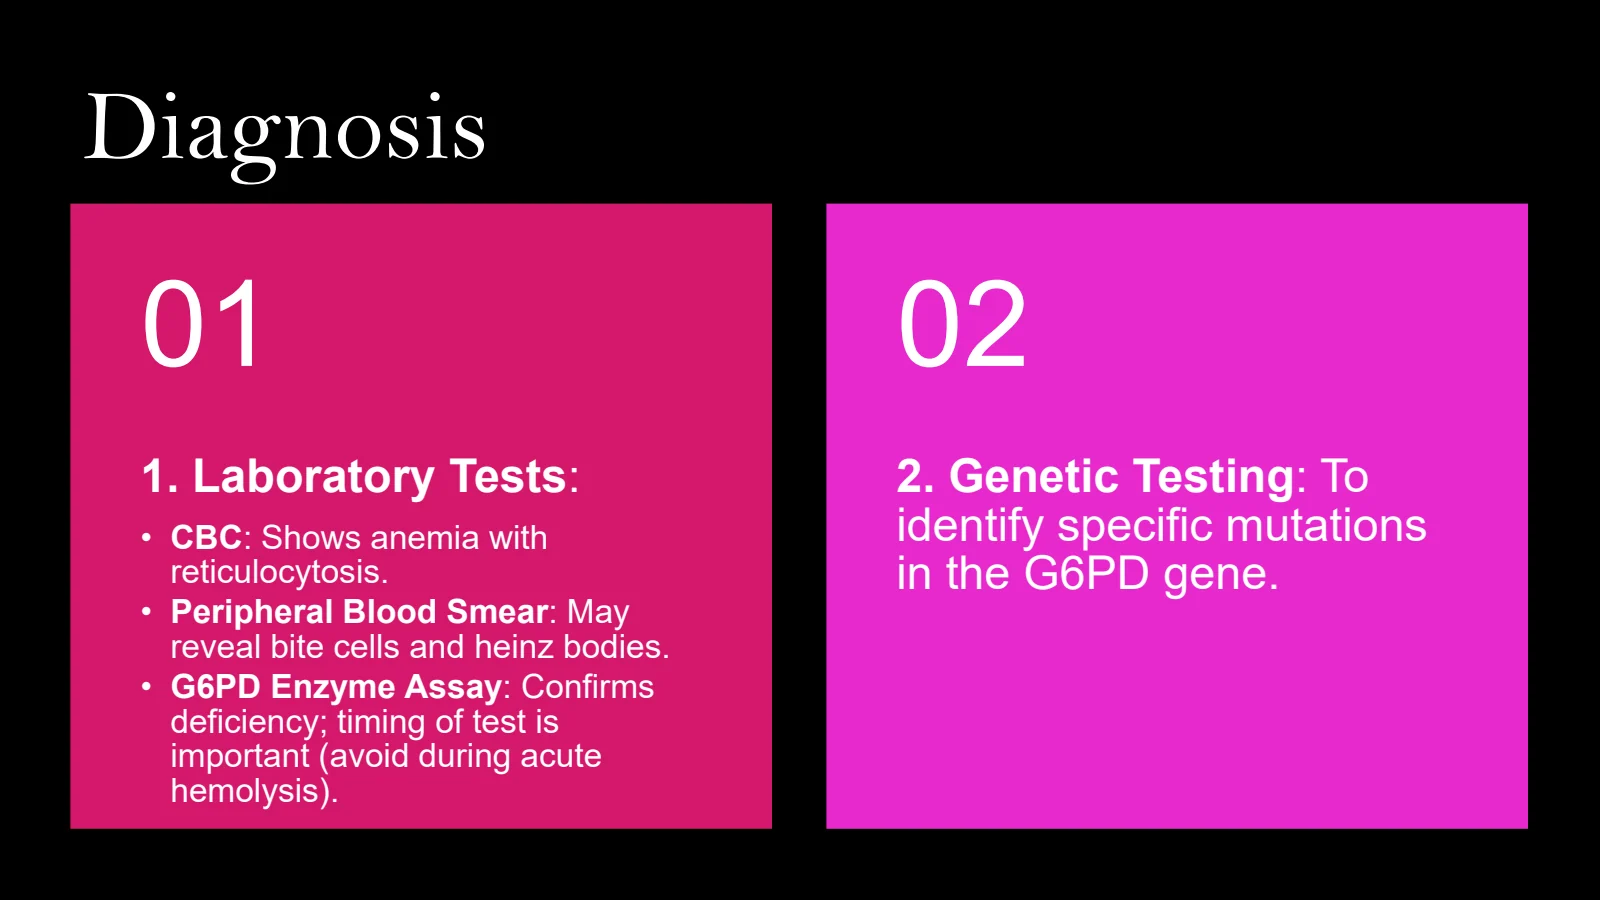 Diagnosis
01
1. Laboratory Tests:
• CBC: Shows anemia with
reticulocytosis.
• Peripheral Blood Smear: May
reveal bite cells and heinz bodies.
• G6PD Enzyme Assay: Confirms
deficiency; timing of test is
important (avoid during acute
hemolysis).
02
2. Genetic Testing: To
identify specific mutations
in the G6PD gene.